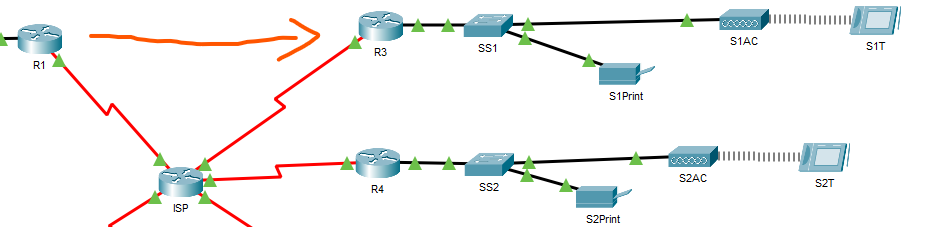 R1
R3
SS1
S1AC
S1T
S1Print
ISP
R4
SS2
S2AC
S2T
S2Print